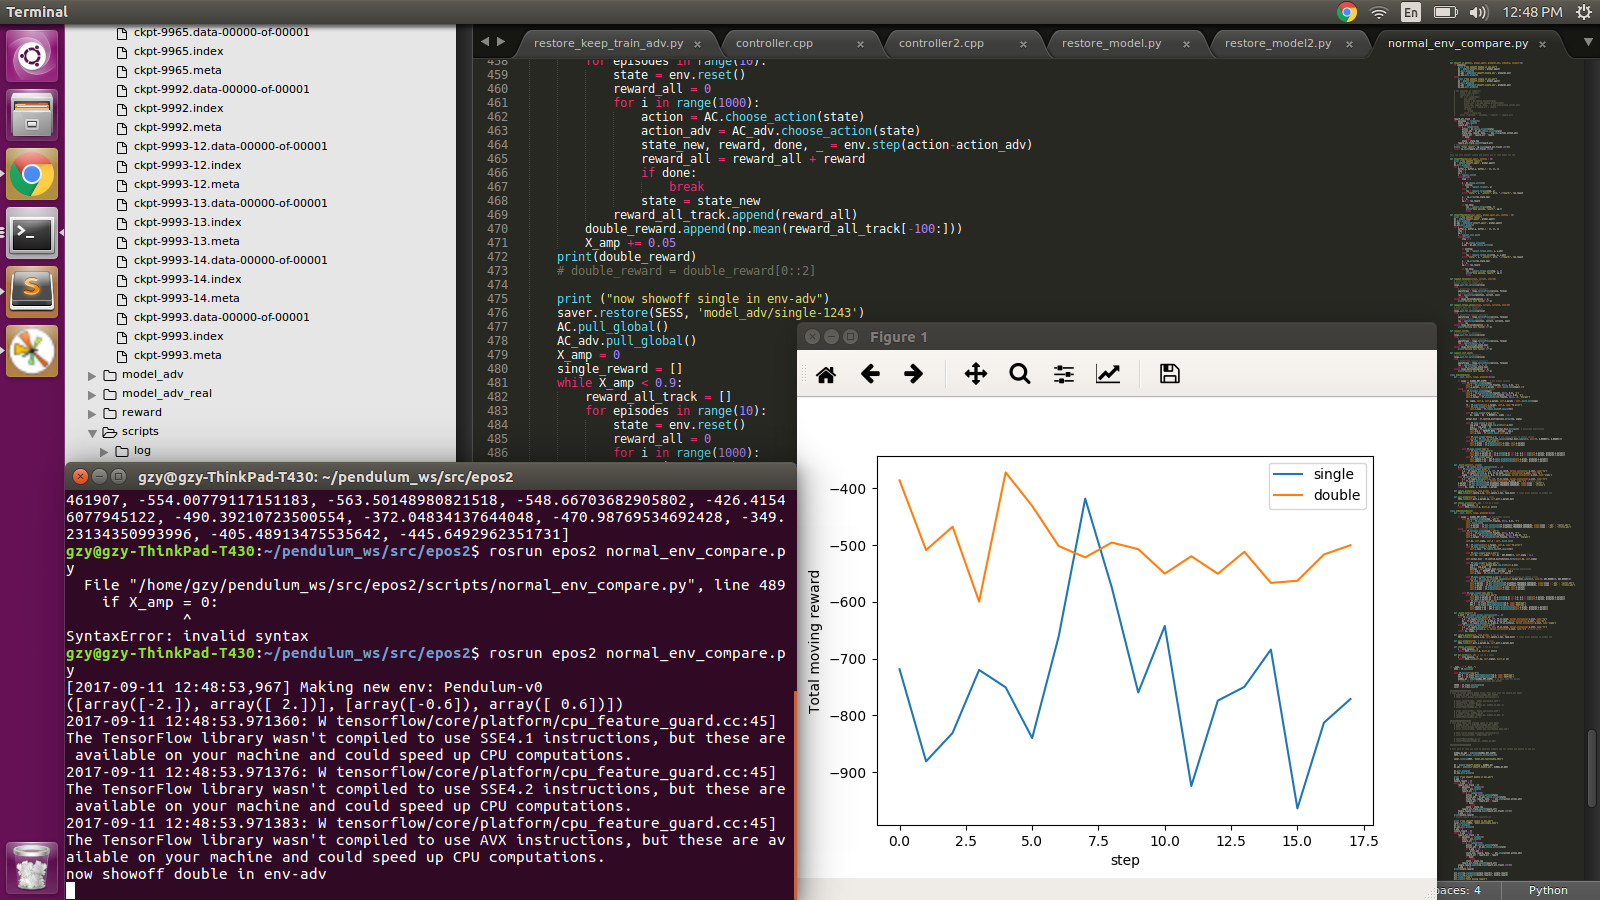 Terminal
En
12:48 PM
ckpt-9965.data-00000-of-00001
ckpt-9965.index
ckpt-9965.meta
ckpt-9992.data-00000-of-00001
ckpt-9992.index
ckpt-9992.meta
ckpt-9993-12.data-00000-of-00001
ckpt-9993-12.index
ckpt-9993-12.meta
ckpt-9993-13.data-00000-of-00001
ckpt-9993-13.index
ckpt-9993-13.meta
ckpt-9993-14.data-00000-of-00001
ckpt-9993-14.index
ckpt-9993-14.meta
ckpt-9993.data-00000-of-00001
ckpt-9993.index
ckpt-9993.meta
model_adv
model_adv_real
reward
scripts
log
restore_keep_train_adv.py
controller.cpp
controller2.cpp
restore_model.py
restore_model2.py
normal_env_compare.py
458 for episodes in range(10):
459 state = env.reset()
460 reward_all = 0
461 for i in range(1000):
462 action = AC.choose_action(state)
463 action_adv = AC_adv.choose_action(state)
464 state_new, reward, done, _ = env.step(action+action_adv)
465 reward_all = reward_all + reward
466 if done:
467 break
468 state = state_new
469 reward_all_track.append(reward_all)
470 double_reward.append(np.mean(reward_all_track[-100:]))
471 X_amp += 0.05
472 print(double_reward)
473 # double_reward = double_reward[0::2]
474
475 print ("now showoff single in env-adv")
476 saver.restore(SESS, 'model_adv/single-1243')
477 AC.pull_global()
478 AC_adv.pull_global()
479 X_amp = 0
480 single_reward = []
481 while X_amp < 0.9:
482 reward_all_track = []
483 for episodes in range(10):
484 state = env.reset()
485 reward_all = 0
486 for i in range(1000):
gzy@gzy-ThinkPad-T430: ~/pendulum_ws/src/epos2
461907, -554.00779117151183, -563.50148980821518, -548.66703682905802, -426.4154
6077945122, -490.39210723500554, -372.04834137644048, -470.98769534692428, -349.
23134350993996, -405.48913475535642, -445.6492962351731]
gzy@gzy-ThinkPad-T430:~/pendulum_ws/src/epos2$ rosrun epos2 normal_env_compare.p
y
File "/home/gzy/pendulum_ws/src/epos2/scripts/normal_env_compare.py", line 489
if X_amp = 0:
^
SyntaxError: invalid syntax
gzy@gzy-ThinkPad-T430:~/pendulum_ws/src/epos2$ rosrun epos2 normal_env_compare.p
y
[2017-09-11 12:48:53,967] Making new env: Pendulum-v0
([array([-2.]), array([ 2.])], [array([-0.6]), array([ 0.6])])
2017-09-11 12:48:53.971360: W tensorflow/core/platform/cpu_feature_guard.cc:45]
The TensorFlow library wasn't compiled to use SSE4.1 instructions, but these are
available on your machine and could speed up CPU computations.
2017-09-11 12:48:53.971376: W tensorflow/core/platform/cpu_feature_guard.cc:45]
The TensorFlow library wasn't compiled to use SSE4.2 instructions, but these are
available on your machine and could speed up CPU computations.
2017-09-11 12:48:53.971383: W tensorflow/core/platform/cpu_feature_guard.cc:45]
The TensorFlow library wasn't compiled to use AVX instructions, but these are av
ailable on your machine and could speed up CPU computations.
now showoff double in env-adv
Figure 1
single
double
−400
−500
−600
−700
−800
−900
Total moving reward
0.0 2.5 5.0 7.5 10.0 12.5 15.0 17.5
step
paces: 4
Python